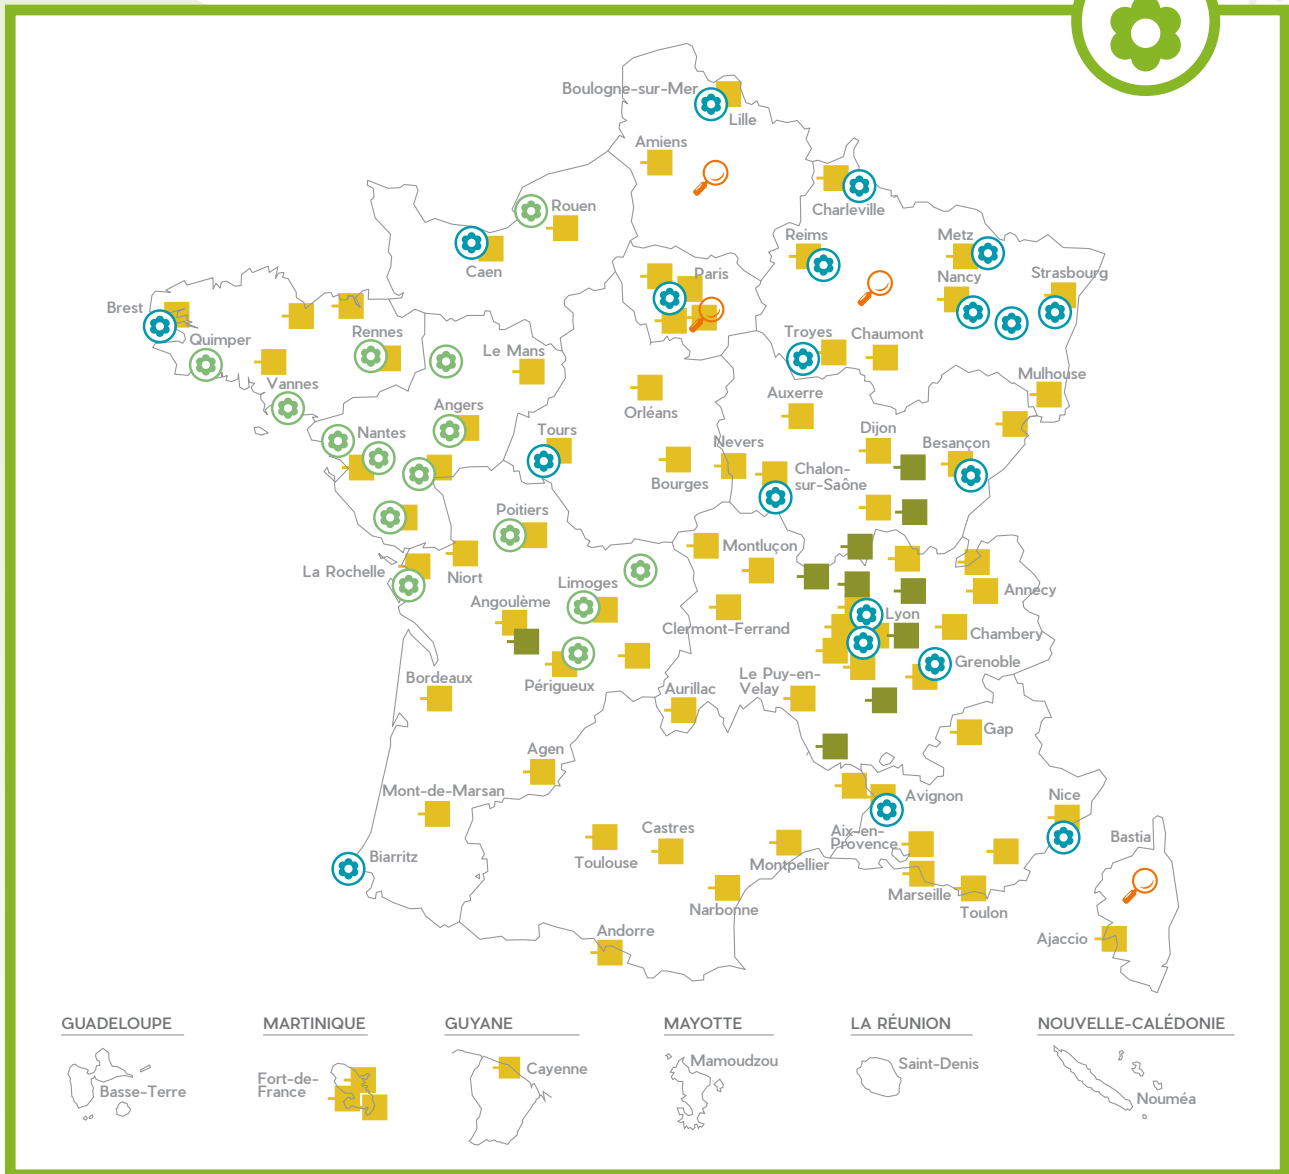 Boulogne-sur-Mer
Lille
Amiens
Charleville
Rouen
Caen
Reims
Metz
Nancy
Strasbourg
Paris
Brest
Quimper
Rennes
Vannes
Le Mans
Troyes
Chaumont
Mulhouse
Orléans
Auxerre
Angers
Nantes
Tours
Dijon
Besançon
Nevers
Bourges
Chalon-
sur-Saône
Poitiers
La Rochelle
Niort
Montluçon
Limoges
Angoulème
Annecy
Lyon
Clermont-Ferrand
Chambery
Grenoble
Périgueux
Bordeaux
Aurillac
Le Puy-en-
Velay
Gap
Agen
Mont-de-Marsan
Avignon
Nice
Castres
Toulouse
Aix-en-
Provence
Montpellier
Bastia
Biarritz
Marseille
Narbonne
Toulon
Andorre
Ajaccio
GUADELOUPE
MARTINIQUE
GUYANE
MAYOTTE
LA RÉUNION
NOUVELLE-CALÉDONIE
Basse-Terre
Fort-de-
France
Cayenne
Mamoudzou
Saint-Denis
Nouméa